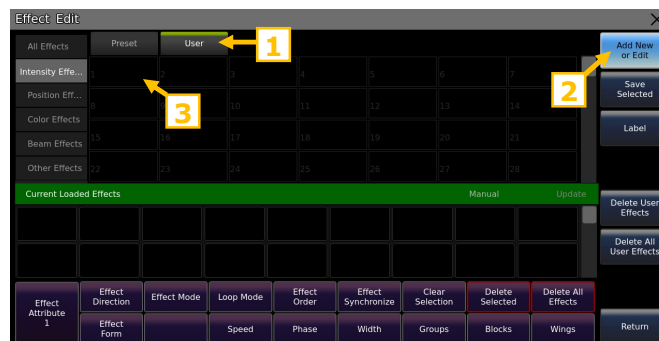 Effect Edit
Preset
User
1
All Effects
Intensity Effe...
Position Eff...
Color Effects
Beam Effects
Other Effects
1 2 3 4 5 6 7
8 10 11 12 13 14
15 16 17 18 19 20 21
22 23 24 25 26 27 28
3
2
Add New
or Edit
Save
Selected
Label
Delete User
Effects
Delete All
User Effects
Return
Current Loaded Effects
Manual
Update
Effect
Attribute
1
Effect
Direction
Effect Mode
Loop Mode
Effect
Order
Effect
Synchronize
Clear
Selection
Delete
Selected
Delete All
Effects
Effect
Form
Speed
Phase
Width
Groups
Blocks
Wings